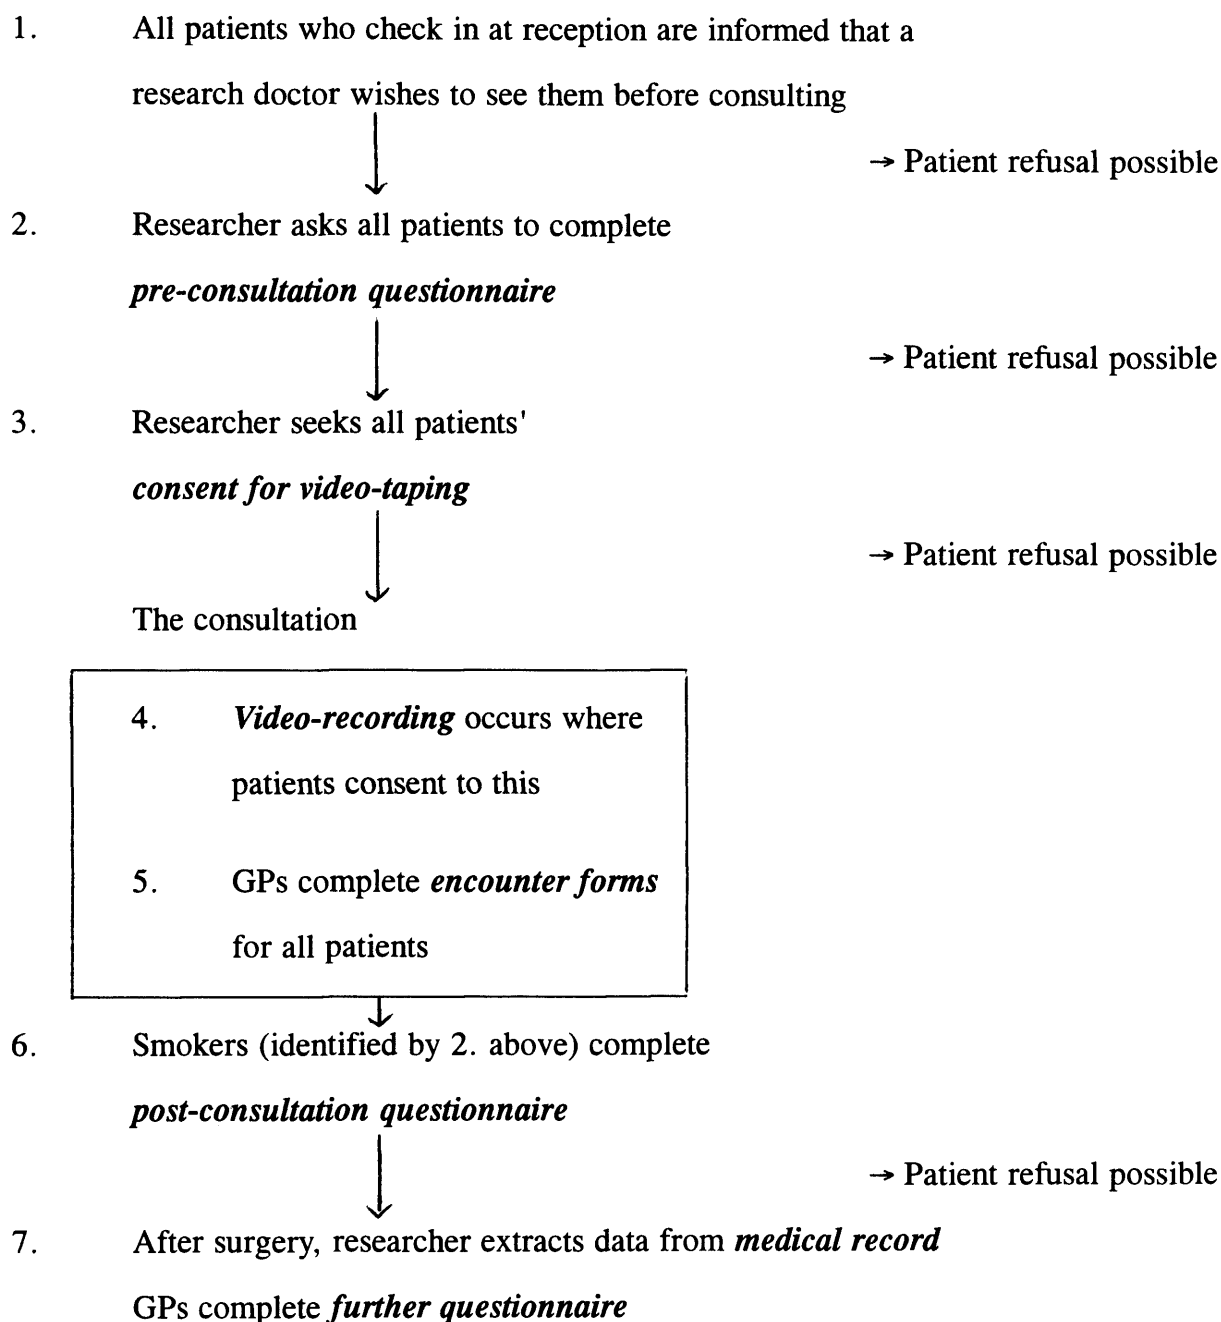 1. All patients who check in at reception are informed that a
research doctor wishes to see them before consulting
→ Patient refusal possible
2. Researcher asks all patients to complete
pre-consultation questionnaire
→ Patient refusal possible
3. Researcher seeks all patients'
consent for video-taping
→ Patient refusal possible
The consultation
4. Video-recording occurs where
patients consent to this
5. GPs complete encounter forms
for all patients
6. Smokers (identified by 2. above) complete
post-consultation questionnaire
→ Patient refusal possible
7. After surgery, researcher extracts data from medical record
GPs complete further questionnaire